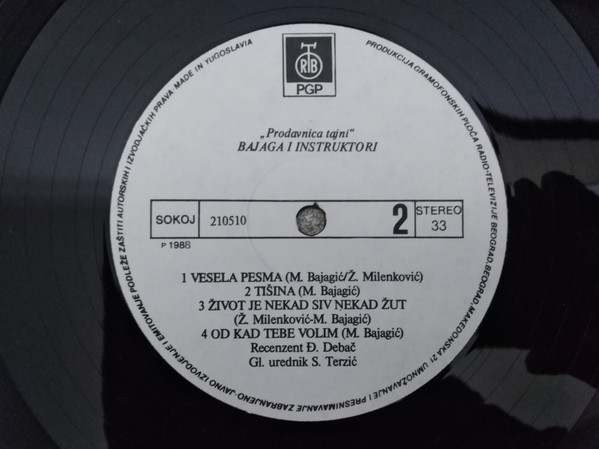 RTB
PGP
„Prodavnica tajni“
BAJAGA I INSTRUKTORI
SOKOJ
210510
2
STEREO
33
P 1988
1 VESELA PESMA (M. Bajagić/Ž. Milenković)
2 TIŠINA (M. Bajagić)
3 ŽIVOT JE NEKAD SIV NEKAD ŽUT
(Ž. Milenković-M. Bajagić)
4 OD KAD TEBE VOLIM (M. Bajagić)
Recenzent Đ. Debač
Gl. urednik S. Terzić
PRODUKCIJA GRAMOFONSKIH PLOČA RADIO-TELEVIZIJE BEOGRAD, BEOGRAD, MAKEDONSKA 21 UMNOŽAVANJE I PRESNIMAVANJE ZABRANJENO-JAVNO IZVODJENJE I EMITOVANJE PODLEŽE ZAŠTITI AUTORSKIH I IZVODJAČKIH PRAVA MADE IN YUGOSLAVIA